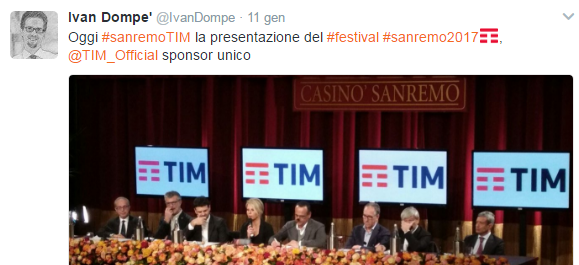 Ivan Dompe' @IvanDompe · 11 gen
Oggi #sanremoTIM la presentazione del #festival #sanremo2017,
@TIM_Official sponsor unico
CASINO' SANREMO
TIM
TIM
TIM
TIM